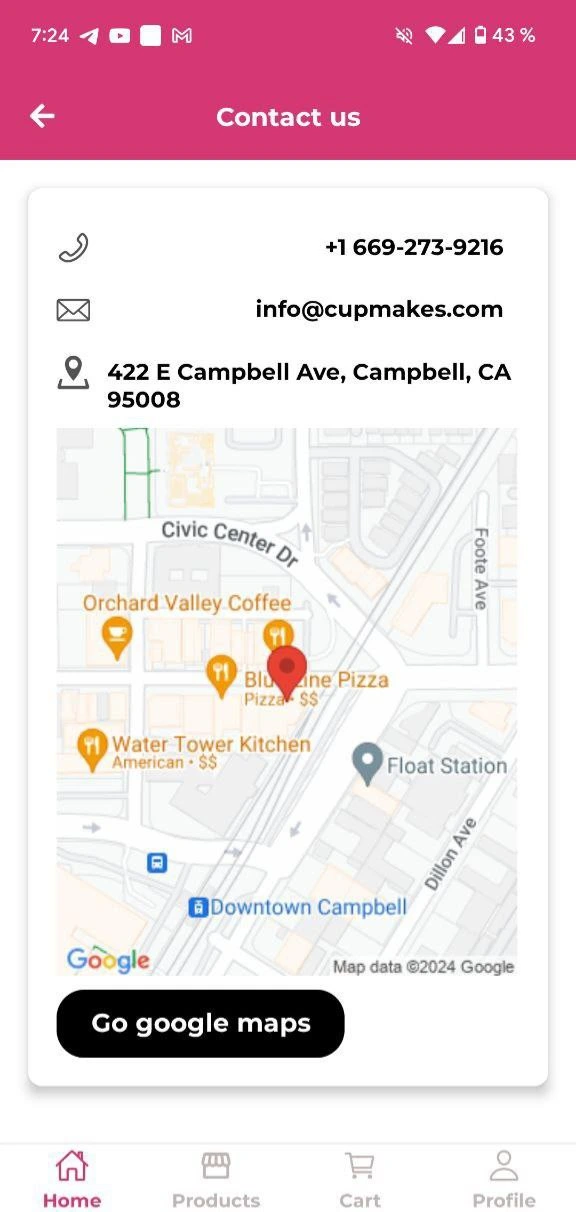 7:24
43 %
Contact us
+1 669-273-9216
info@cupmakes.com
422 E Campbell Ave, Campbell, CA
95008
Civic Center Dr
Foote Ave
Orchard Valley Coffee
Blu Line Pizza
Pizza • $$
Water Tower Kitchen
American • $$
Float Station
Dillon Ave
Downtown Campbell
Google
Map data ©2024 Google
Go google maps
Home
Products
Cart
Profile